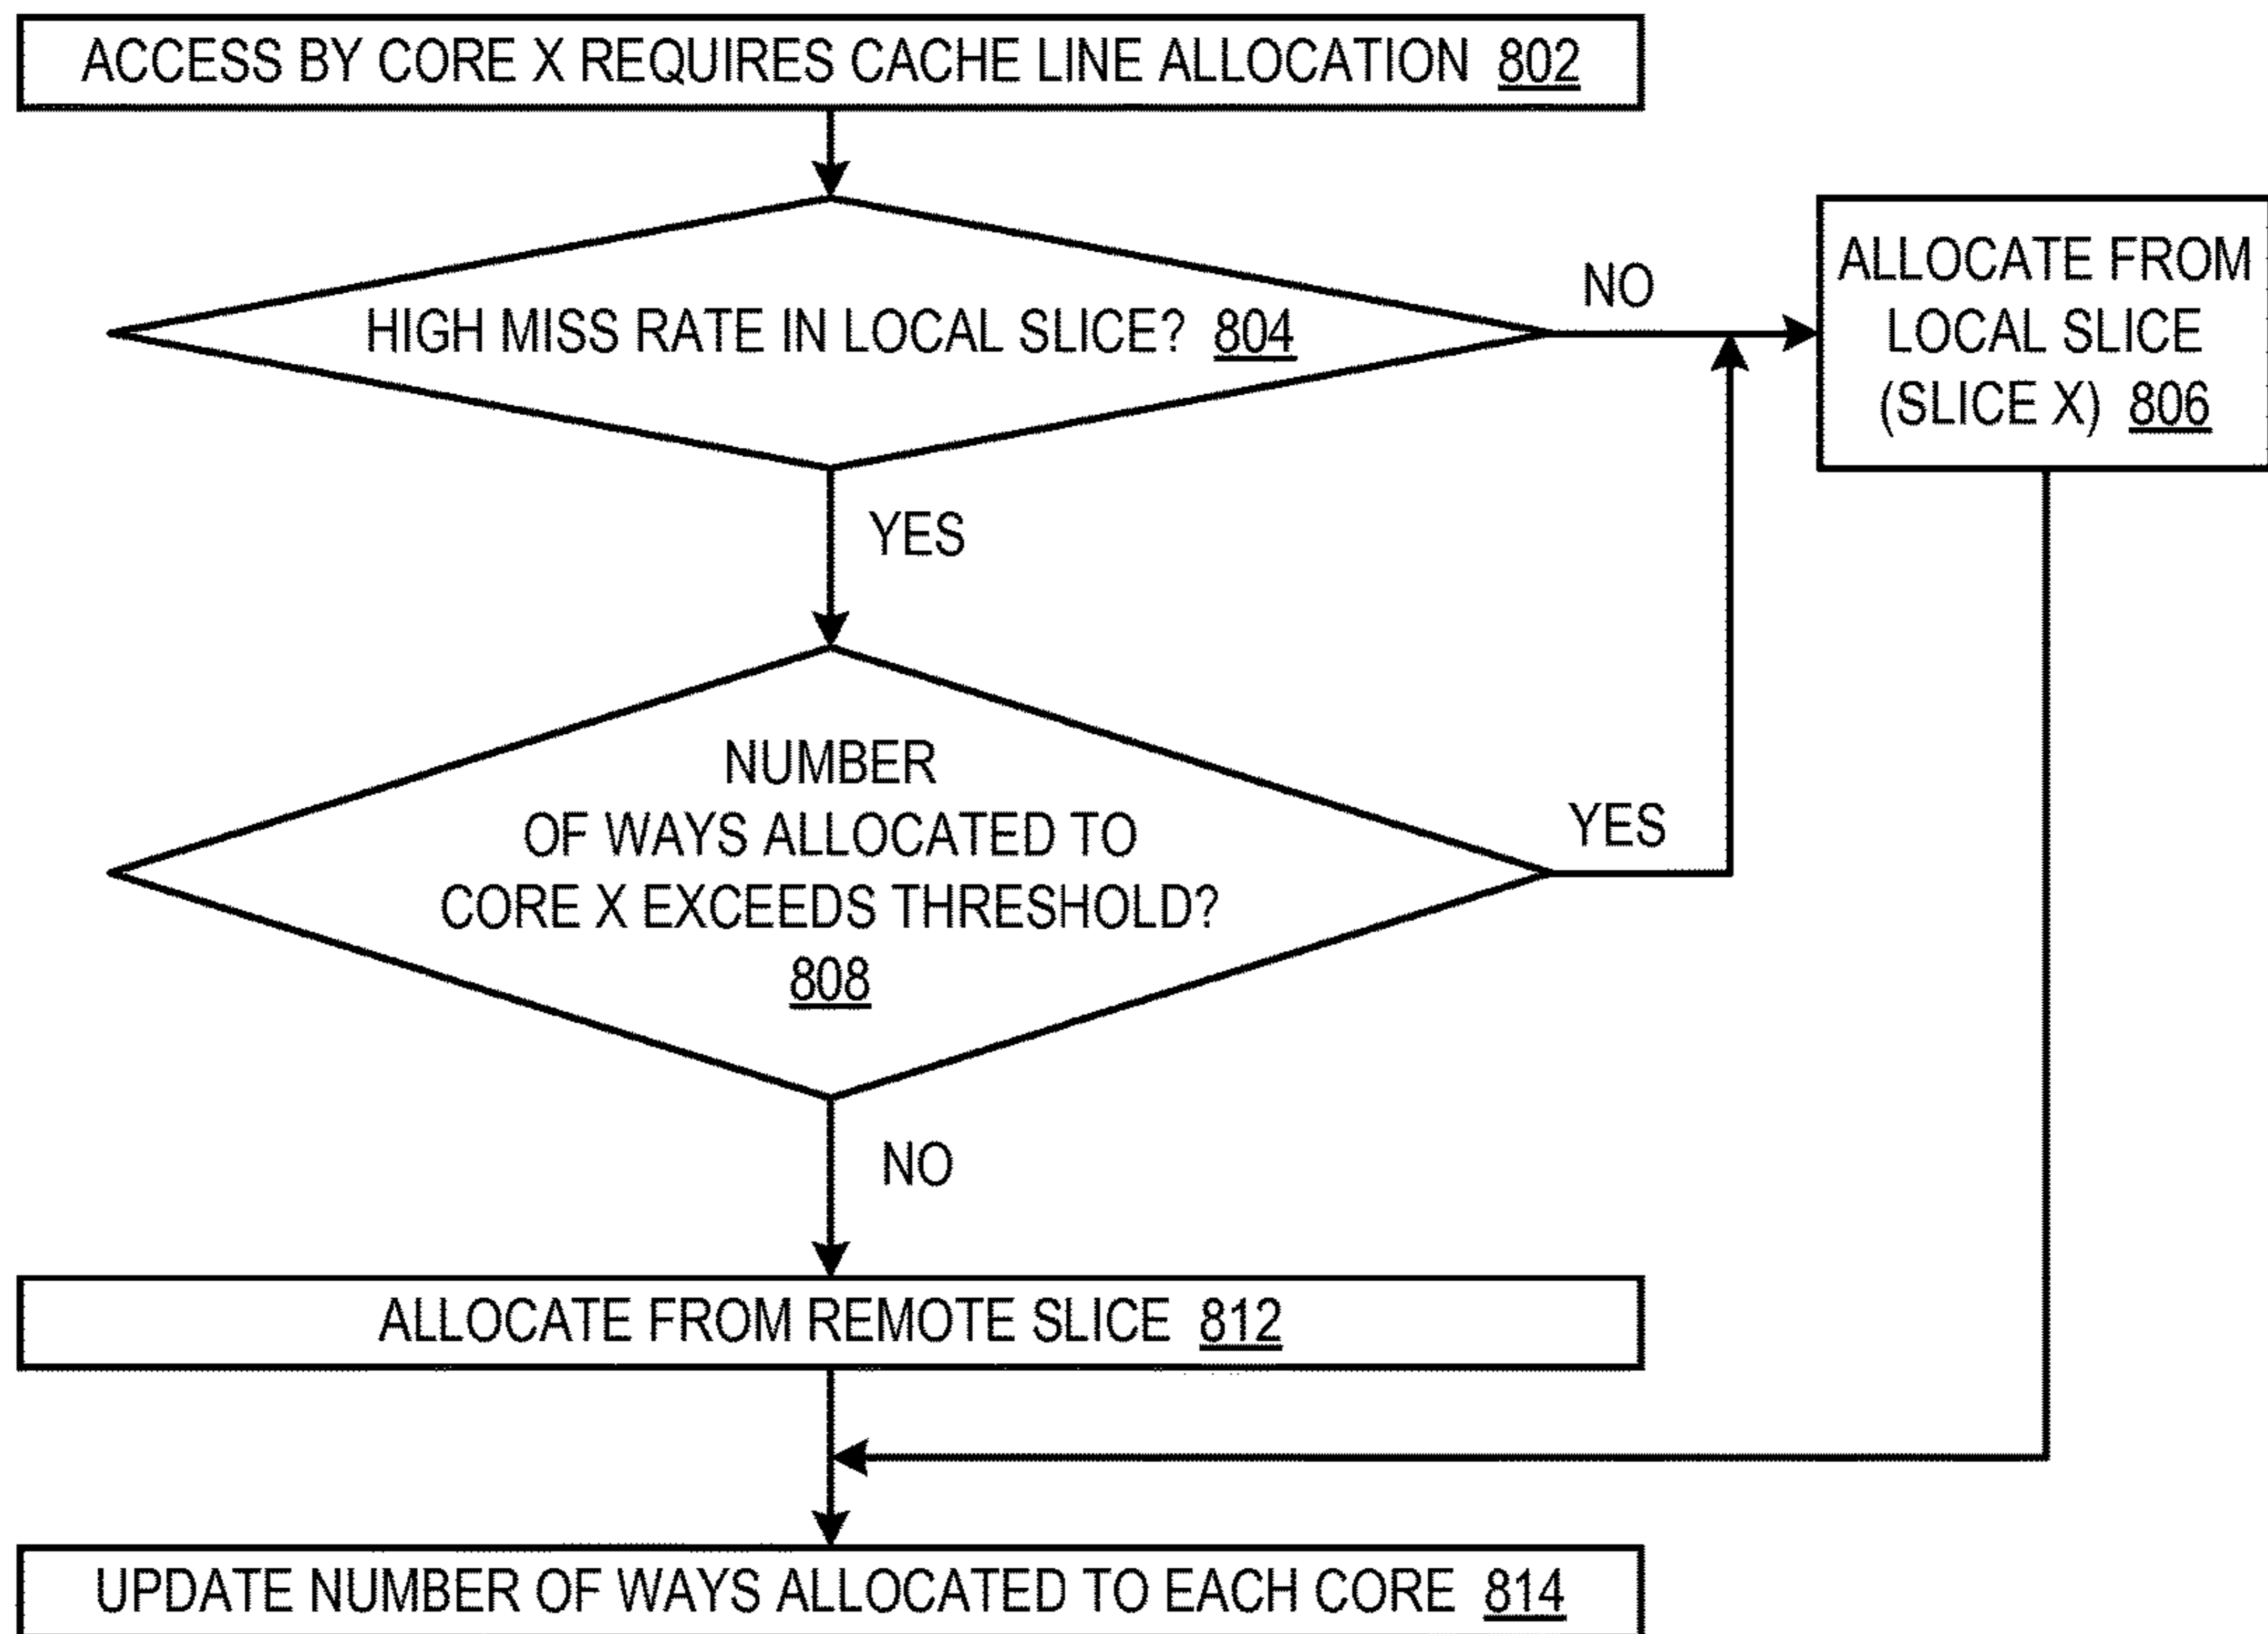 ACCESS BY CORE X REQUIRES CACHE LINE ALLOCATION 802
HIGH MISS RATE IN LOCAL SLICE? 804
NO
ALLOCATE FROM
LOCAL SLICE
(SLICE X) 806
YES
NUMBER
OF WAYS ALLOCATED TO
CORE X EXCEEDS THRESHOLD?
808
YES
NO
ALLOCATE FROM REMOTE SLICE 812
UPDATE NUMBER OF WAYS ALLOCATED TO EACH CORE 814